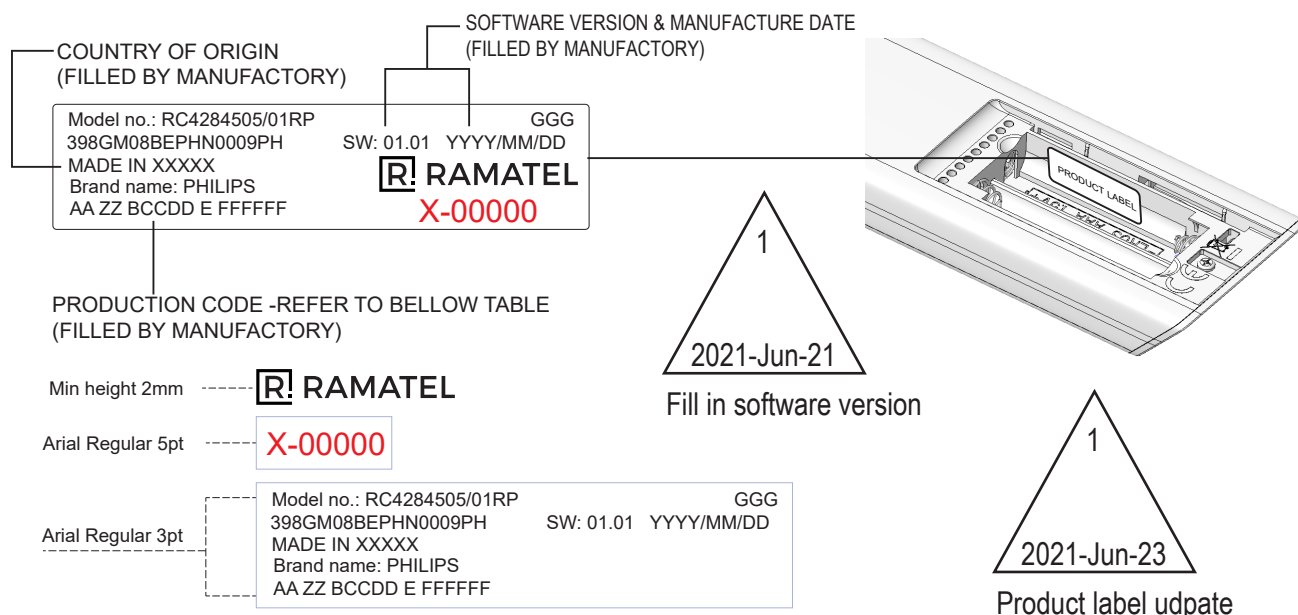 SOFTWARE VERSION & MANUFACTURE DATE
(FILLED BY MANUFACTORY)
COUNTRY OF ORIGIN
(FILLED BY MANUFACTORY)
Model no.: RC4284505/01RP GGG
398GM08BEPHN0009PH SW: 01.01 YYYY/MM/DD
MADE IN XXXXX
Brand name: PHILIPS
AA ZZ BCCDD E FFFFFF
R! RAMATEL
X-00000
PRODUCT LABEL
PRODUCTION CODE -REFER TO BELLOW TABLE
(FILLED BY MANUFACTORY)
1
2021-Jun-21
Fill in software version
Min height 2mm
R! RAMATEL
Arial Regular 5pt
X-00000
Arial Regular 3pt
Model no.: RC4284505/01RP GGG
398GM08BEPHN0009PH SW: 01.01 YYYY/MM/DD
MADE IN XXXXX
Brand name: PHILIPS
AA ZZ BCCDD E FFFFFF
1
2021-Jun-23
Product label udpate